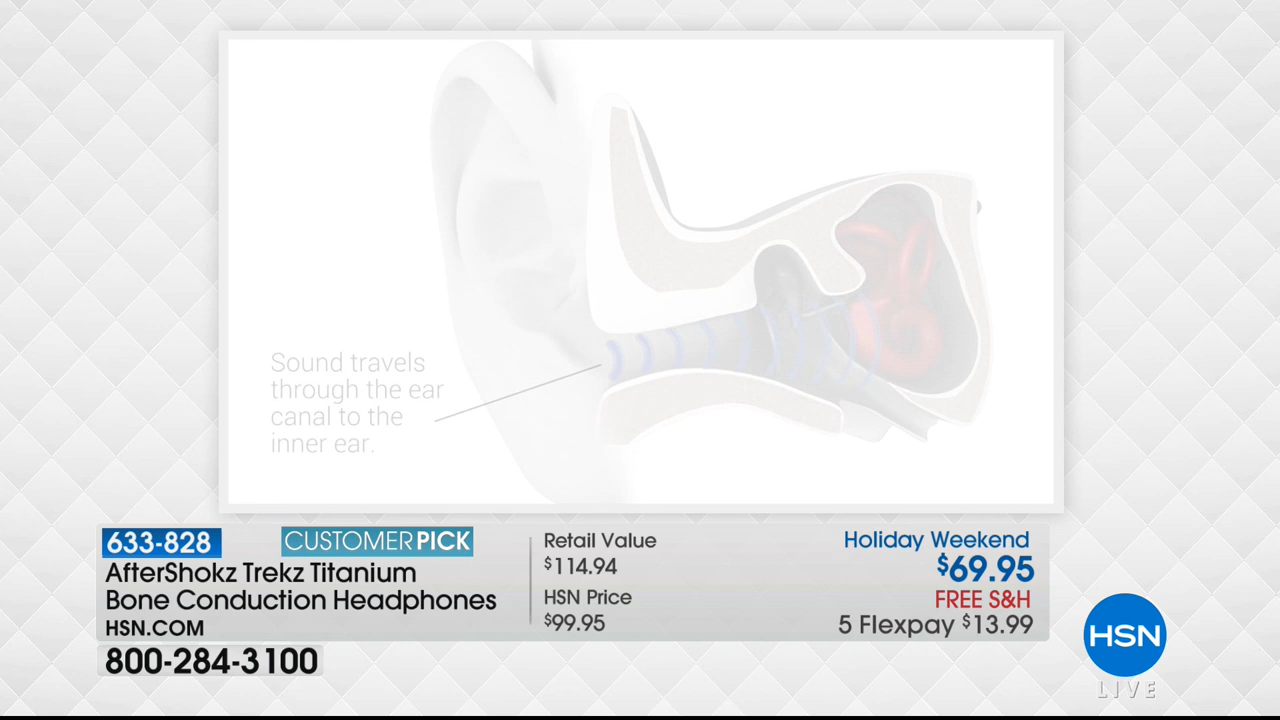 Sound travels
through the ear
canal to the
inner ear.
633-828
CUSTOMER PICK
AfterShokz Trekz Titanium
Bone Conduction Headphones
HSN.COM
800-284-3100
Retail Value
$114.94
HSN Price
$99.95
Holiday Weekend
$69.95
FREE S&H
5 Flexpay $13.99
HSN
LIVE